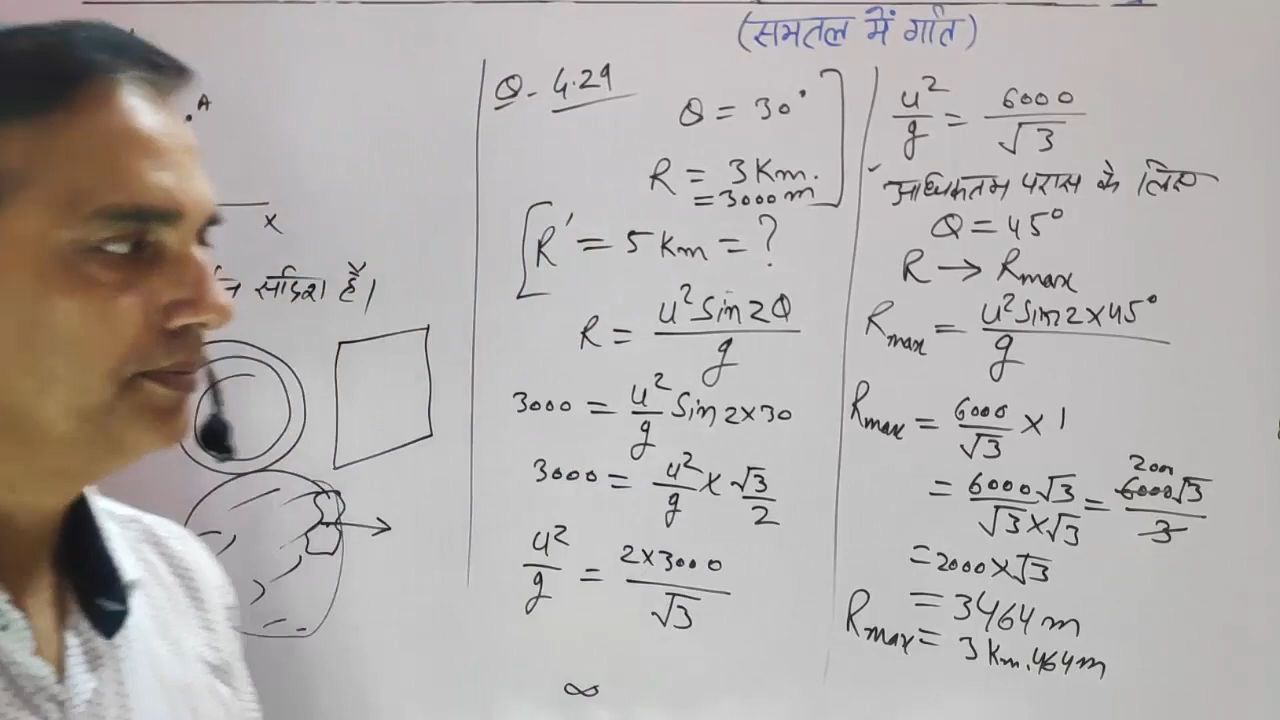 (समतल में गति)
A
x
सदिश है।
Q- 4.29
θ = 30°
R = 3 Km.
= 3000 m
R' = 5 Km = ?
R = u² Sin 2θ / g
3000 = u²/g Sin 2×30
3000 = u²/g × √3/2
u²/g = 2×3000 / √3
∞
u²/g = 6000 / √3
अधिकतम परास के लिए
θ = 45°
R → Rmax
Rmax = u² Sin 2×45° / g
Rmax = 6000/√3 × 1
= 6000√3 / √3×√3 = 6000√3 / 3
= 2000×√3
= 3464 m
Rmax = 3 Km. 464 m